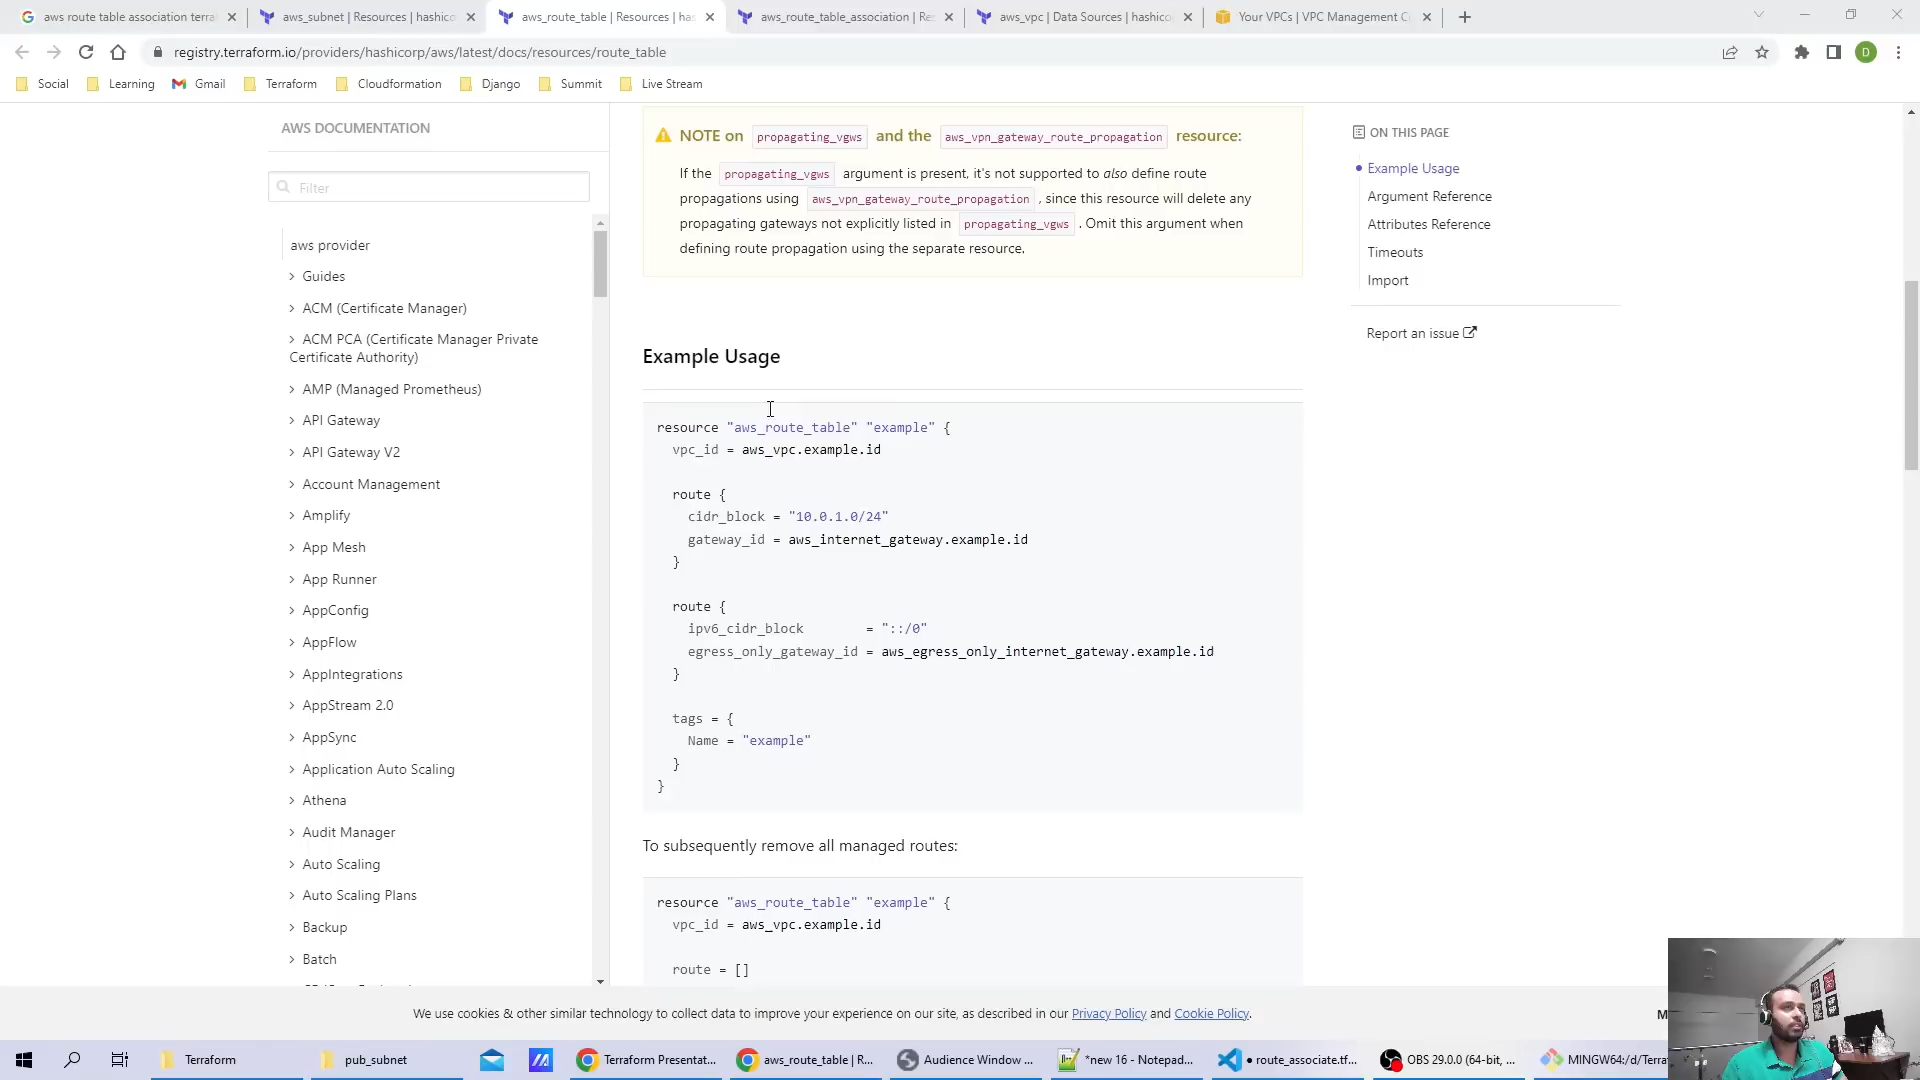 aws route table association terra
aws_subnet | Resources | hashico
aws_route_table | Resources | has
aws_route_table_association | Re
aws_vpc | Data Sources | hashico
Your VPCs | VPC Management C
registry.terraform.io/providers/hashicorp/aws/latest/docs/resources/route_table
D
Social
Learning
Gmail
Terraform
Cloudformation
Django
Summit
Live Stream
AWS DOCUMENTATION
Filter
aws provider
Guides
ACM (Certificate Manager)
ACM PCA (Certificate Manager Private
Certificate Authority)
AMP (Managed Prometheus)
API Gateway
API Gateway V2
Account Management
Amplify
App Mesh
App Runner
AppConfig
AppFlow
AppIntegrations
AppStream 2.0
AppSync
Application Auto Scaling
Athena
Audit Manager
Auto Scaling
Auto Scaling Plans
Backup
Batch
NOTE on propagating_vgws and the aws_vpn_gateway_route_propagation resource:
If the propagating_vgws argument is present, it's not supported to also define route
propagations using aws_vpn_gateway_route_propagation , since this resource will delete any
propagating gateways not explicitly listed in propagating_vgws . Omit this argument when
defining route propagation using the separate resource.
Example Usage
resource "aws_route_table" "example" {
vpc_id = aws_vpc.example.id
route {
cidr_block = "10.0.1.0/24"
gateway_id = aws_internet_gateway.example.id
}
route {
ipv6_cidr_block = "::/0"
egress_only_gateway_id = aws_egress_only_internet_gateway.example.id
}
tags = {
Name = "example"
}
}
To subsequently remove all managed routes:
resource "aws_route_table" "example" {
vpc_id = aws_vpc.example.id
route = []
ON THIS PAGE
Example Usage
Argument Reference
Attributes Reference
Timeouts
Import
Report an issue
We use cookies & other similar technology to collect data to improve your experience on our site, as described in our Privacy Policy and Cookie Policy.
M
Terraform
pub_subnet
Terraform Presentat...
aws_route_table | R...
Audience Window ...
*new 16 - Notepad...
● route_associate.tf...
OBS 29.0.0 (64-bit, ...
MINGW64:/d/Terra